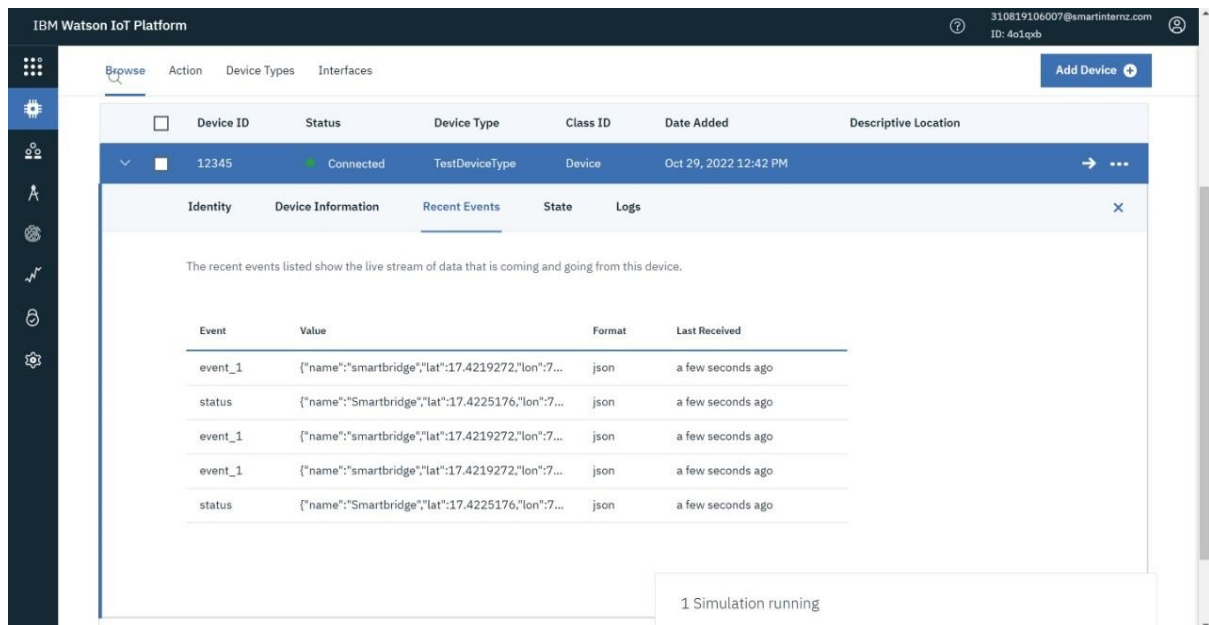 IBM Watson IoT Platform
310819106007@smartinternz.com
ID: 4o1qxb
Browse Action Device Types Interfaces
Add Device
Device ID Status Device Type Class ID Date Added Descriptive Location
12345 Connected TestDeviceType Device Oct 29, 2022 12:42 PM
Identity Device Information Recent Events State Logs
The recent events listed show the live stream of data that is coming and going from this device.
Event Value Format Last Received
event_1 {"name":"smartbridge","lat":17.4219272,"lon":7... json a few seconds ago
status {"name":"Smartbridge","lat":17.4225176,"lon":7... json a few seconds ago
event_1 {"name":"smartbridge","lat":17.4219272,"lon":7... json a few seconds ago
event_1 {"name":"smartbridge","lat":17.4219272,"lon":7... json a few seconds ago
status {"name":"Smartbridge","lat":17.4225176,"lon":7... json a few seconds ago
1 Simulation running